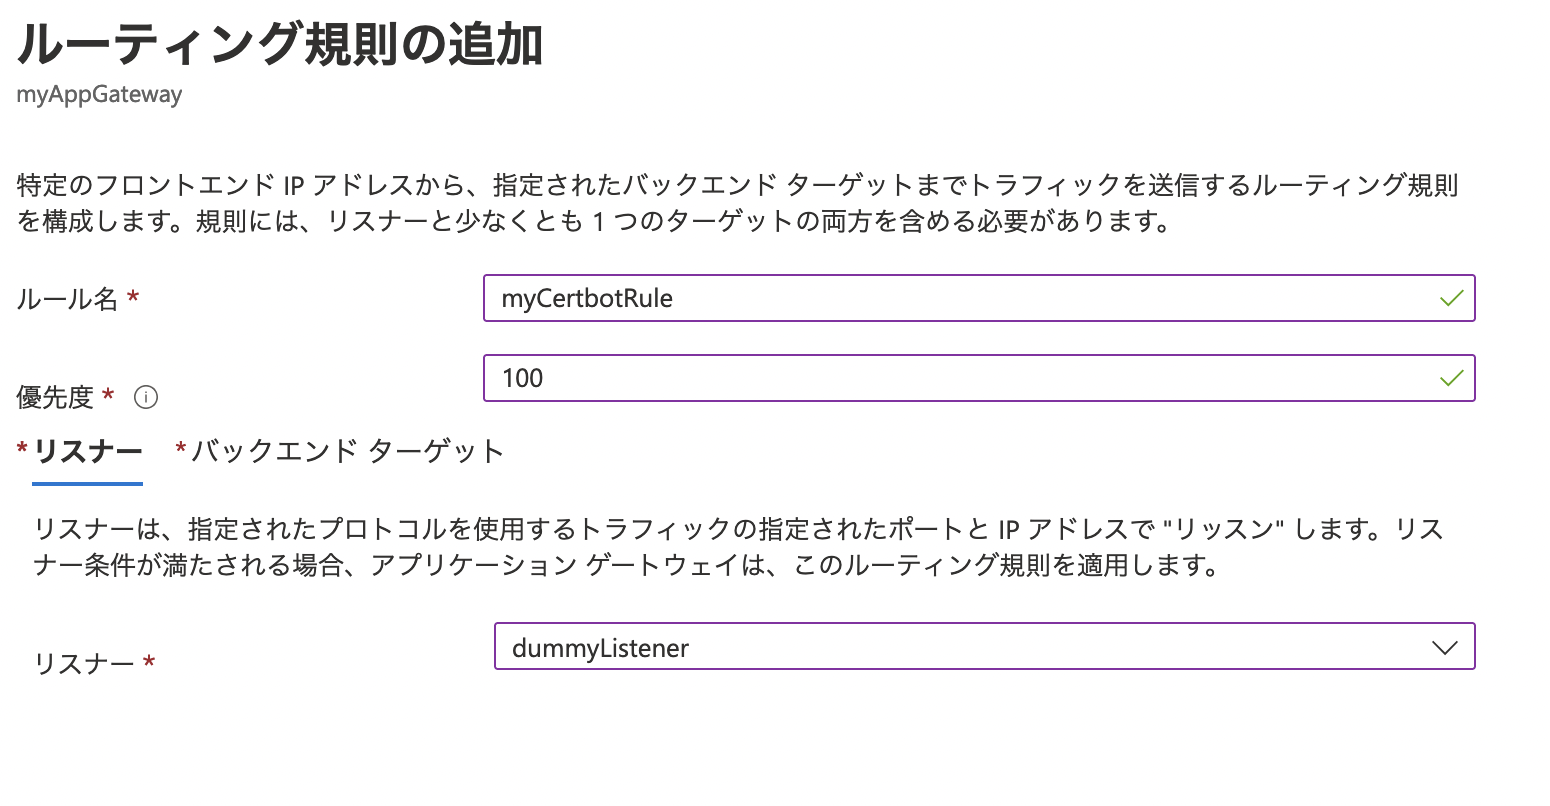 ルーティング規則の追加
myAppGateway
特定のフロントエンド IP アドレスから、指定されたバックエンド ターゲットまでトラフィックを送信するルーティング規則
を構成します。規則には、リスナーと少なくとも 1 つのターゲットの両方を含める必要があります。
ルール名 * myCertbotRule
優先度 * 100
* リスナー * バックエンド ターゲット
リスナーは、指定されたプロトコルを使用するトラフィックの指定されたポートと IP アドレスで "リッスン" します。リス
ナー条件が満たされる場合、アプリケーション ゲートウェイは、このルーティング規則を適用します。
リスナー * dummyListener